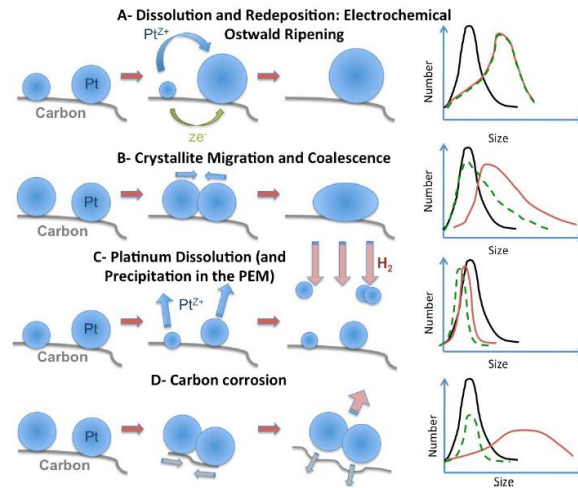 A- Dissolution and Redeposition: Electrochemical
Ostwald Ripening
Pt^Z+
Pt
Carbon
ze⁻
Number
Size
B- Crystallite Migration and Coalescence
Pt
Carbon
Number
Size
C- Platinum Dissolution (and
Precipitation in the PEM)
H₂
Pt^Z+
Pt
Carbon
Number
Size
D- Carbon corrosion
Pt
Carbon
Number
Size